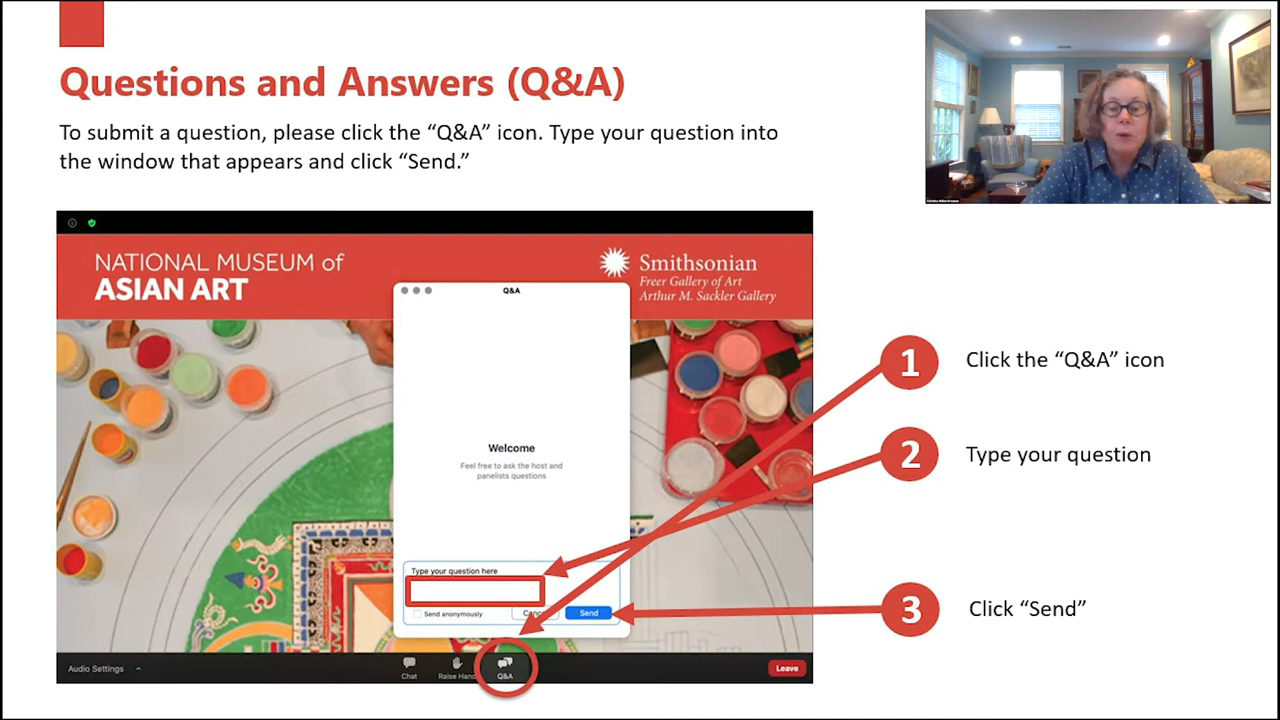 Questions and Answers (Q&A)
To submit a question, please click the “Q&A” icon. Type your question into
the window that appears and click “Send.”
NATIONAL MUSEUM of
ASIAN ART
Smithsonian
Freer Gallery of Art
Arthur M. Sackler Gallery
Q&A
Welcome
Feel free to ask the host and
panelists questions
Type your question here
Send anonymously
Send
Audio Settings
Chat
Raise Hand
Q&A
Leave
1
Click the “Q&A” icon
2
Type your question
3
Click “Send”